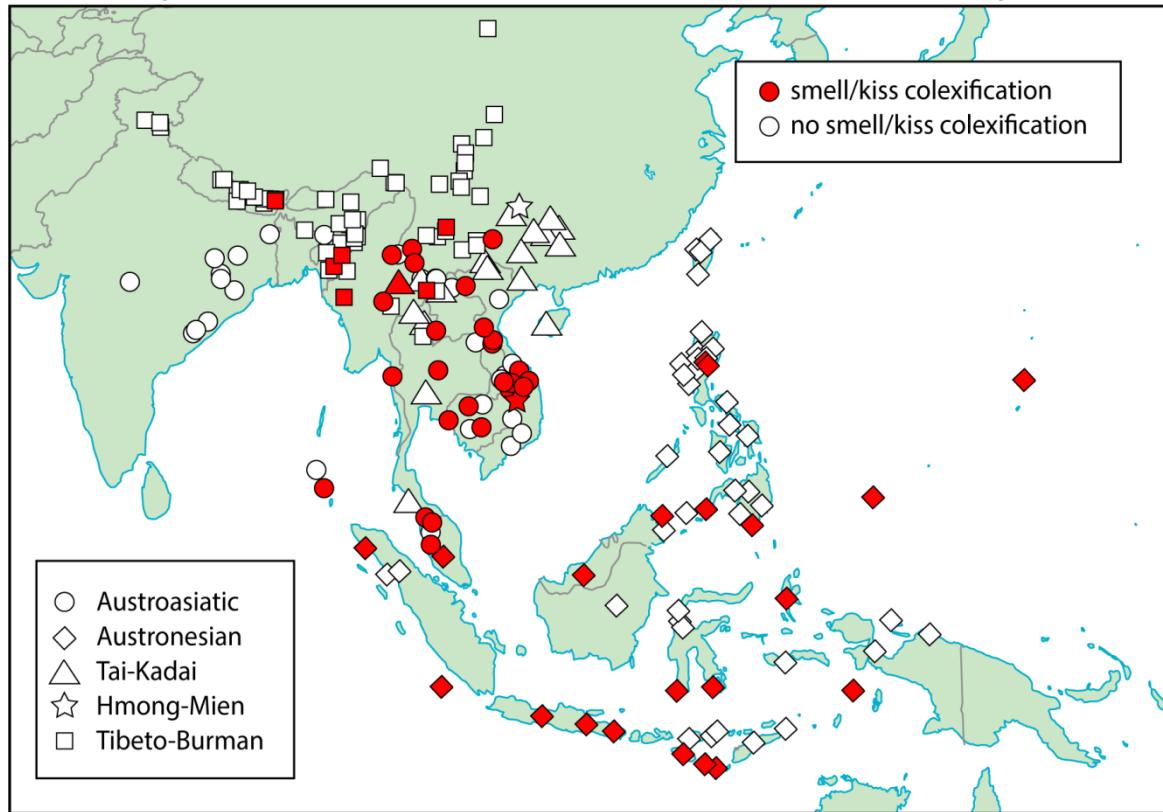 smell/kiss colexification
no smell/kiss colexification
Austroasiatic
Austronesian
Tai-Kadai
Hmong-Mien
Tibeto-Burman